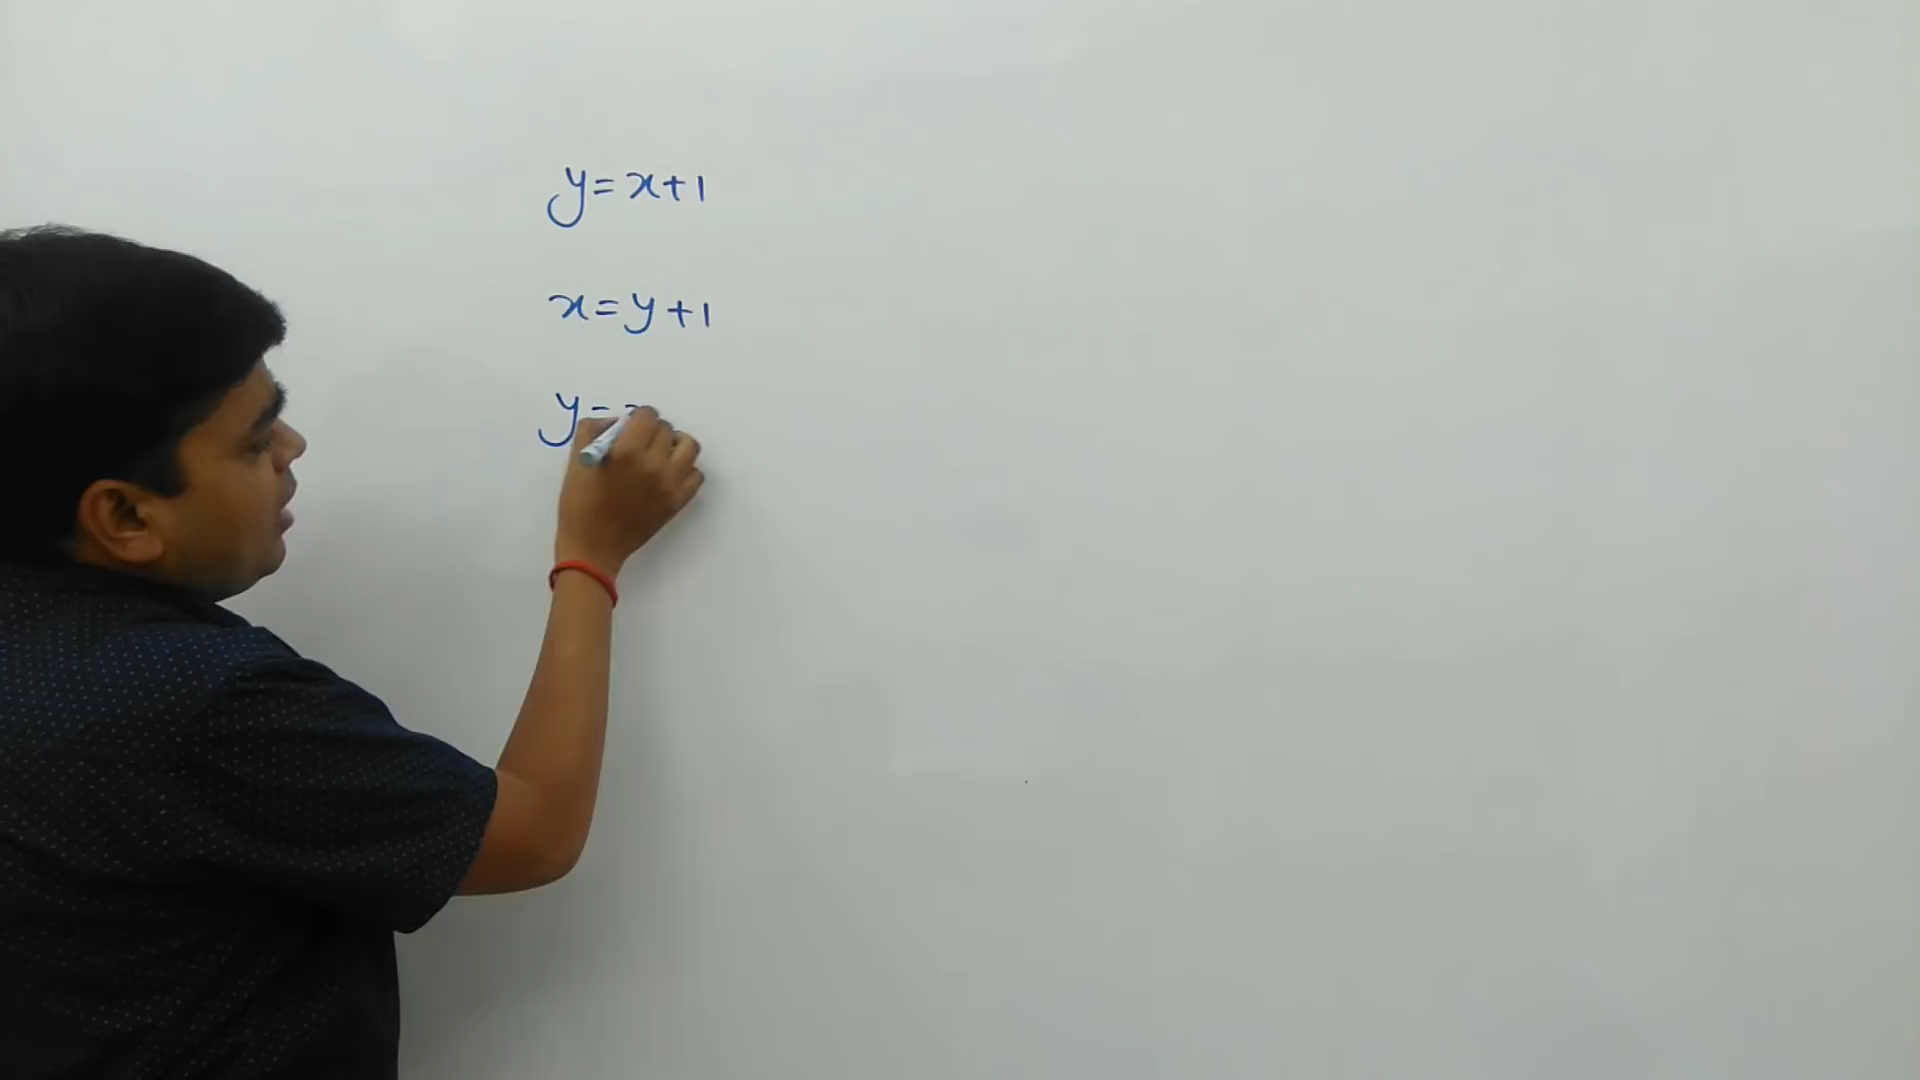 y = x + 1
x = y + 1
y = x